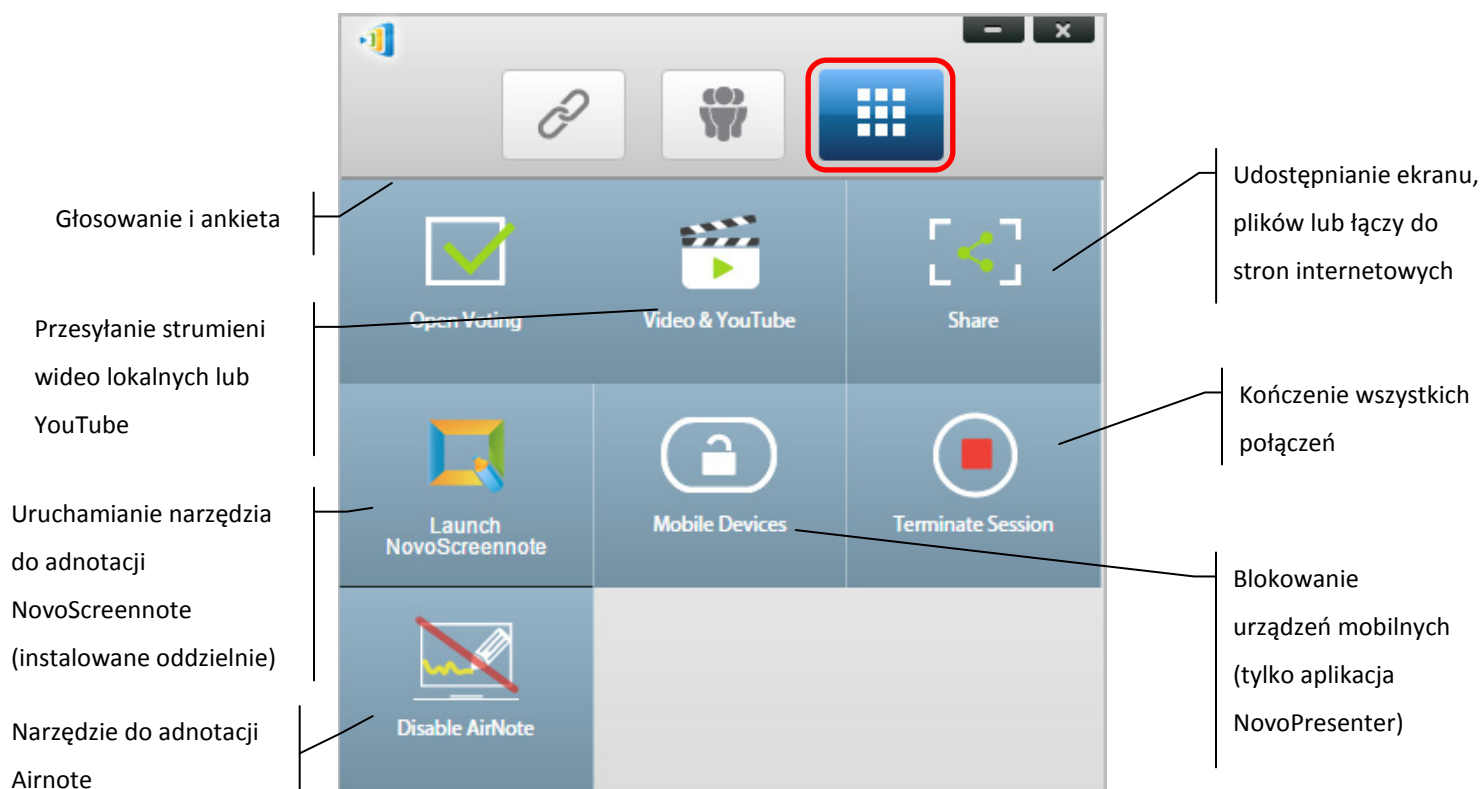 Głosowanie i ankieta
Przesyłanie strumieni
wideo lokalnych lub
YouTube
Uruchamianie narzędzia
do adnotacji
NovoScreennote
(instalowane oddzielnie)
Narzędzie do adnotacji
Airnote
Open Voting
Video & YouTube
Share
Launch
NovoScreennote
Mobile Devices
Terminate Session
Disable AirNote
Udostępnianie ekranu,
plików lub łączy do
stron internetowych
Kończenie wszystkich
połączeń
Blokowanie
urządzeń mobilnych
(tylko aplikacja
NovoPresenter)